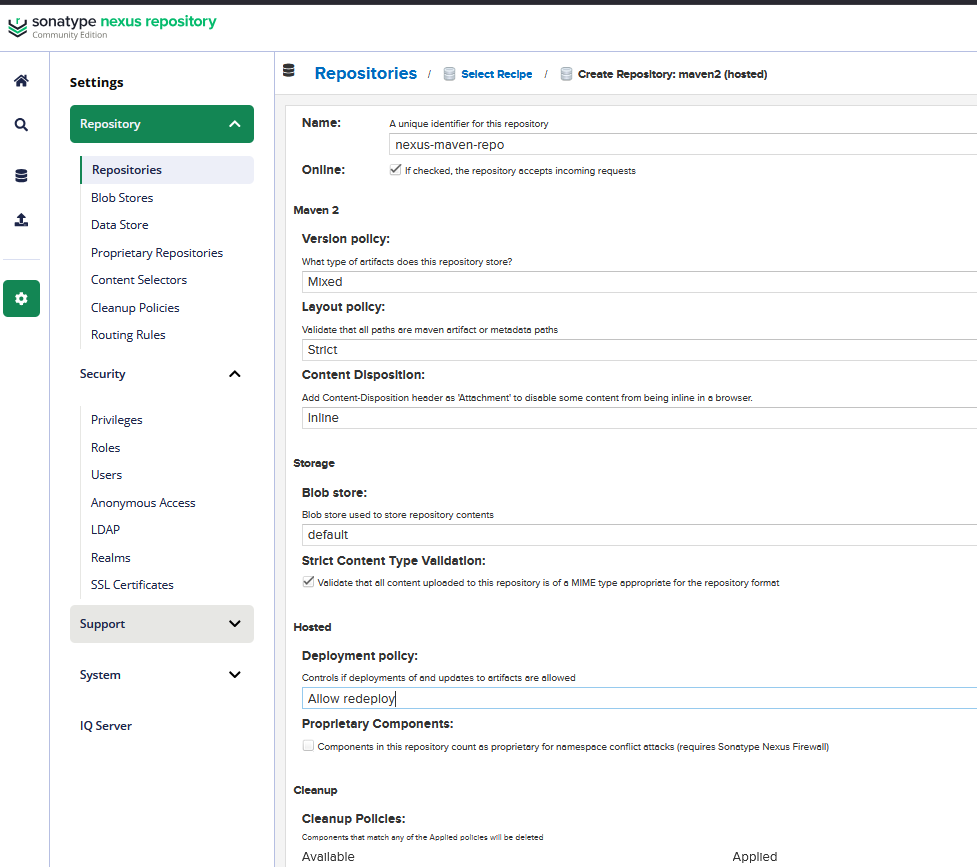 sonatype nexus repository
Community Edition
Settings
Repository
Repositories
Blob Stores
Data Store
Proprietary Repositories
Content Selectors
Cleanup Policies
Routing Rules
Security
Privileges
Roles
Users
Anonymous Access
LDAP
Realms
SSL Certificates
Support
System
IQ Server
Repositories / Select Recipe / Create Repository: maven2 (hosted)
Name: A unique identifier for this repository
nexus-maven-repo
Online: If checked, the repository accepts incoming requests
Maven 2
Version policy:
What type of artifacts does this repository store?
Mixed
Layout policy:
Validate that all paths are maven artifact or metadata paths
Strict
Content Disposition:
Add Content-Disposition header as 'Attachment' to disable some content from being inline in a browser.
Inline
Storage
Blob store:
Blob store used to store repository contents
default
Strict Content Type Validation:
Validate that all content uploaded to this repository is of a MIME type appropriate for the repository format
Hosted
Deployment policy:
Controls if deployments of and updates to artifacts are allowed
Allow redeploy
Proprietary Components:
Components in this repository count as proprietary for namespace conflict attacks (requires Sonatype Nexus Firewall)
Cleanup
Cleanup Policies:
Components that match any of the Applied policies will be deleted
Available Applied